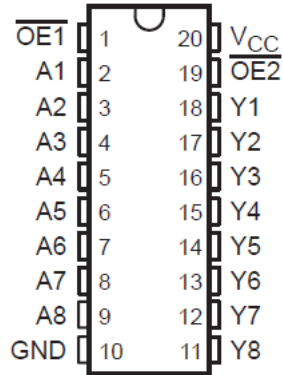 OE1 1 20 VCC
A1 2 19 OE2
A2 3 18 Y1
A3 4 17 Y2
A4 5 16 Y3
A5 6 15 Y4
A6 7 14 Y5
A7 8 13 Y6
A8 9 12 Y7
GND 10 11 Y8